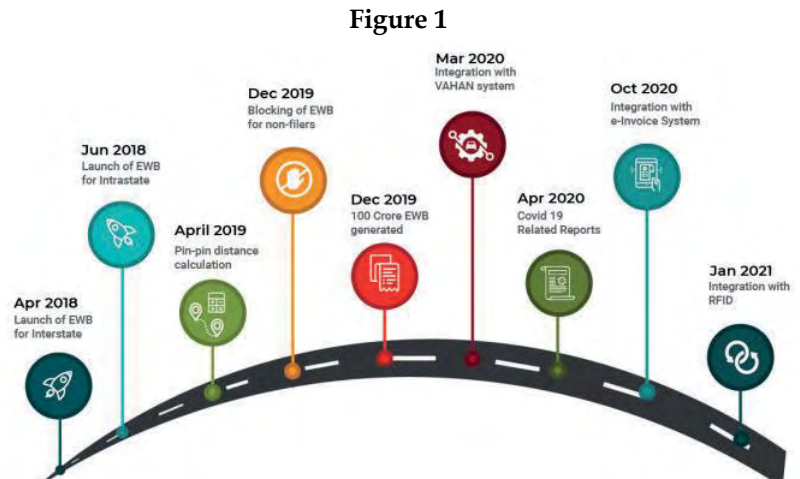 Figure 1
Apr 2018
Launch of EWB
for Interstate
Jun 2018
Launch of EWB
for Intrastate
April 2019
Pin-pin distance
calculation
Dec 2019
Blocking of EWB
for non-filers
Dec 2019
100 Crore EWB
generated
Mar 2020
Integration with
VAHAN system
Apr 2020
Covid 19
Related Reports
Oct 2020
Integration with
e-Invoice System
Jan 2021
Integration with
RFID